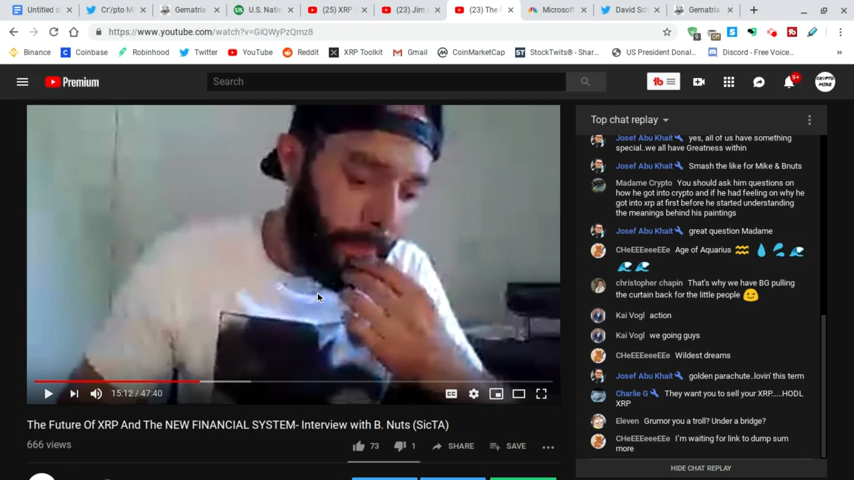 Untitled d
Cr/pto M
Gematria
U.S. Nati
(25) XRP
(23) Jim
(23) The
Microsof
David Sc
Gematria
https://www.youtube.com/watch?v=GiQWyPzQmz8
Binance
Coinbase
Robinhood
Twitter
YouTube
Reddit
XRP Toolkit
Gmail
CoinMarketCap
StockTwits® - Shar...
US President Donal...
Discord - Free Voice...
Premium
Search
9+
Top chat replay
Josef Abu Khait yes, all of us have something
special..we all have Greatness within
Josef Abu Khait Smash the like for Mike & Bnuts
Madame Crypto You should ask him questions on
how he got into crypto and if he had feeling on why he
got into xrp at first before he started understanding
the meanings behind his paintings
Josef Abu Khait great question Madame
CHeEEEeeeEEe Age of Aquarius
christopher chapin That's why we have BG pulling
the curtain back for the little people
Kai Vogl action
Kai Vogl we going guys
CHeEEEeeeEEe Wildest dreams
Josef Abu Khait golden parachute..lovin' this term
Charlie G They want you to sell your XRP.....HODL
XRP
Eleven Grumor you a troll? Under a bridge?
CHeEEEeeeEEe I'm waiting for link to dump sum
more
HIDE CHAT REPLAY
15:12 / 47:40
The Future Of XRP And The NEW FINANCIAL SYSTEM- Interview with B. Nuts (SicTA)
666 views
73
1
SHARE
SAVE